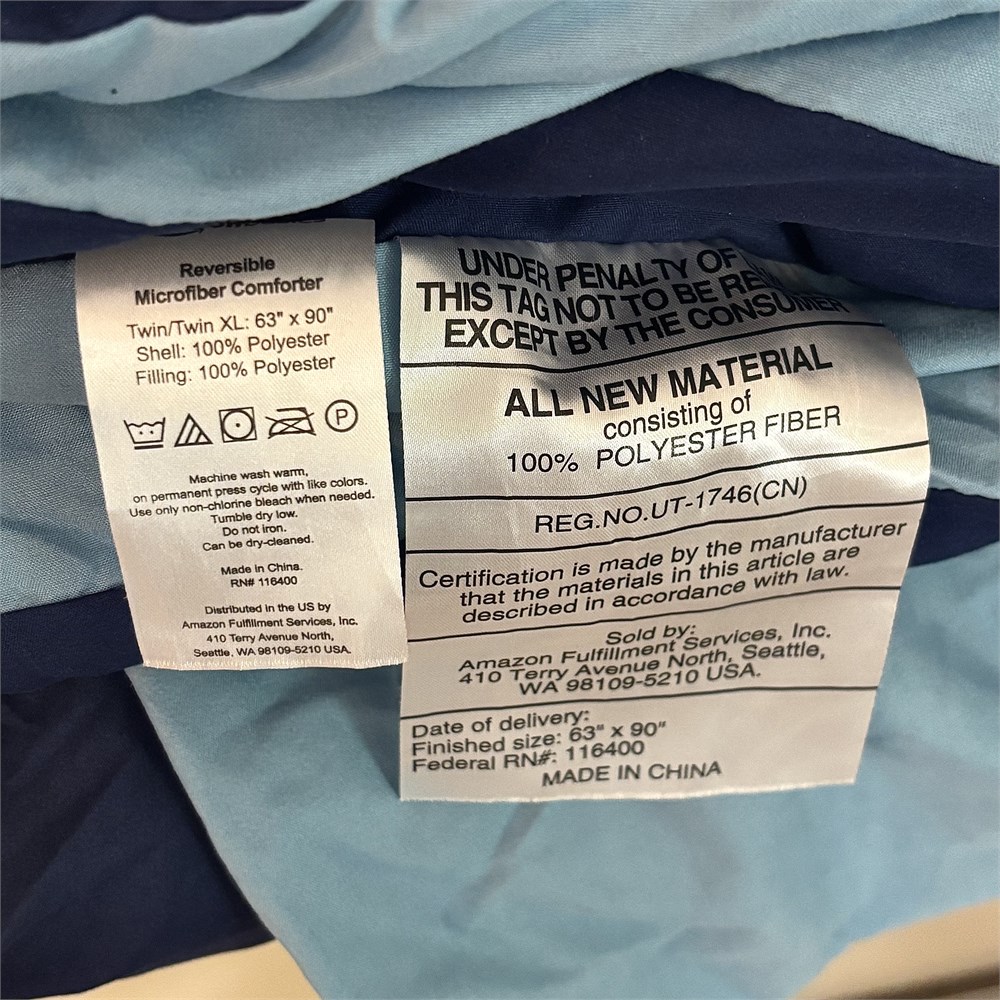 Reversible
Microfiber Comforter
Twin/Twin XL: 63" x 90"
Shell: 100% Polyester
Filling: 100% Polyester
P
Machine wash warm,
on permanent press cycle with like colors.
Use only non-chlorine bleach when needed.
Tumble dry low.
Do not iron.
Can be dry-cleaned.
Made in China.
RN# 116400
Distributed in the US by
Amazon Fulfillment Services, Inc.
410 Terry Avenue North,
Seattle, WA 98109-5210 USA.
UNDER PENALTY OF
THIS TAG NOT TO BE
EXCEPT BY THE CONSUMER
ALL NEW MATERIAL
consisting of
100% POLYESTER FIBER
REG.NO.UT-1746(CN)
Certification is made by the manufacturer
that the materials in this article are
described in accordance with law.
Sold by:
Amazon Fulfillment Services, Inc.
410 Terry Avenue North, Seattle,
WA 98109-5210 USA.
Date of delivery:
Finished size: 63" x 90"
Federal RN#: 116400
MADE IN CHINA